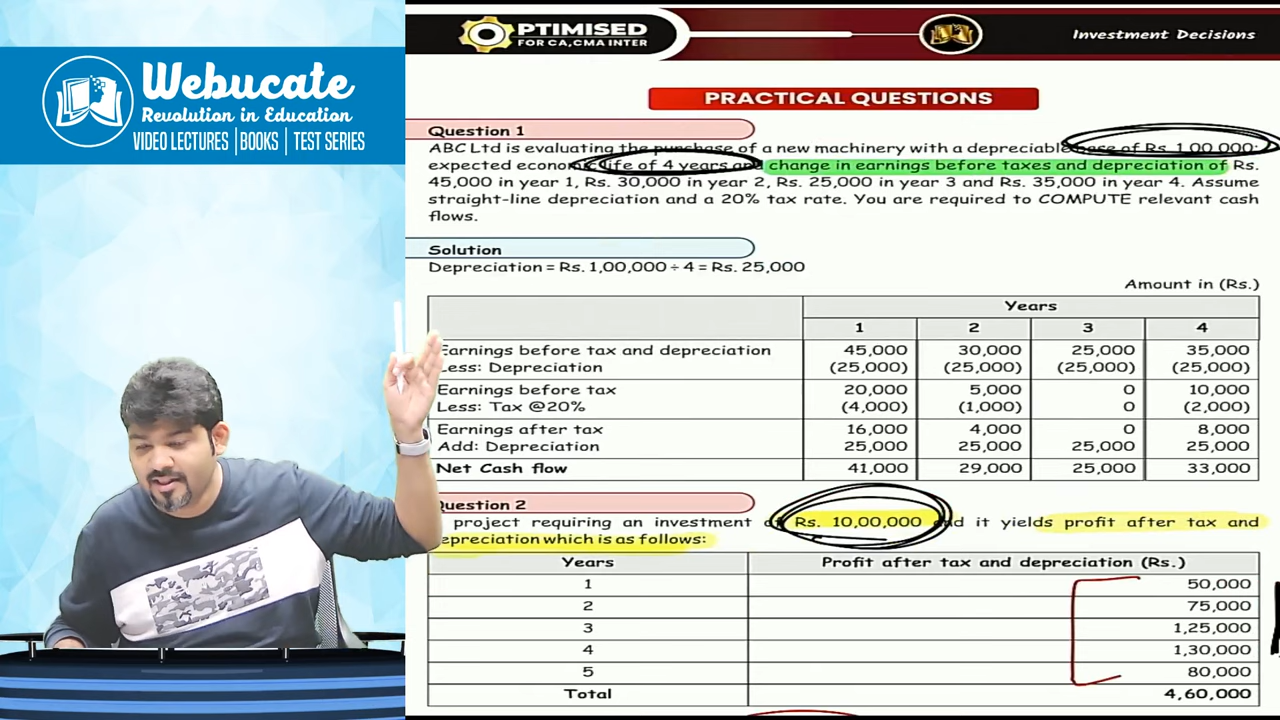 Webucate
Revolution in Education
VIDEO LECTURES | BOOKS | TEST SERIES
OPTIMISED
FOR CA,CMA INTER
Investment Decisions
PRACTICAL QUESTIONS
Question 1
ABC Ltd is evaluating the purchase of a new machinery with a depreciable base of Rs. 1,00,000;
expected economic life of 4 years and change in earnings before taxes and depreciation of Rs.
45,000 in year 1, Rs. 30,000 in year 2, Rs. 25,000 in year 3 and Rs. 35,000 in year 4. Assume
straight-line depreciation and a 20% tax rate. You are required to COMPUTE relevant cash
flows.
Solution
Depreciation = Rs. 1,00,000 ÷ 4 = Rs. 25,000
Amount in (Rs.)
Years
1 2 3 4
Earnings before tax and depreciation 45,000 30,000 25,000 35,000
Less: Depreciation (25,000) (25,000) (25,000) (25,000)
Earnings before tax 20,000 5,000 0 10,000
Less: Tax @20% (4,000) (1,000) 0 (2,000)
Earnings after tax 16,000 4,000 0 8,000
Add: Depreciation 25,000 25,000 25,000 25,000
Net Cash flow 41,000 29,000 25,000 33,000
Question 2
project requiring an investment of Rs. 10,00,000 and it yields profit after tax and
depreciation which is as follows:
Years Profit after tax and depreciation (Rs.)
1 50,000
2 75,000
3 1,25,000
4 1,30,000
5 80,000
Total 4,60,000